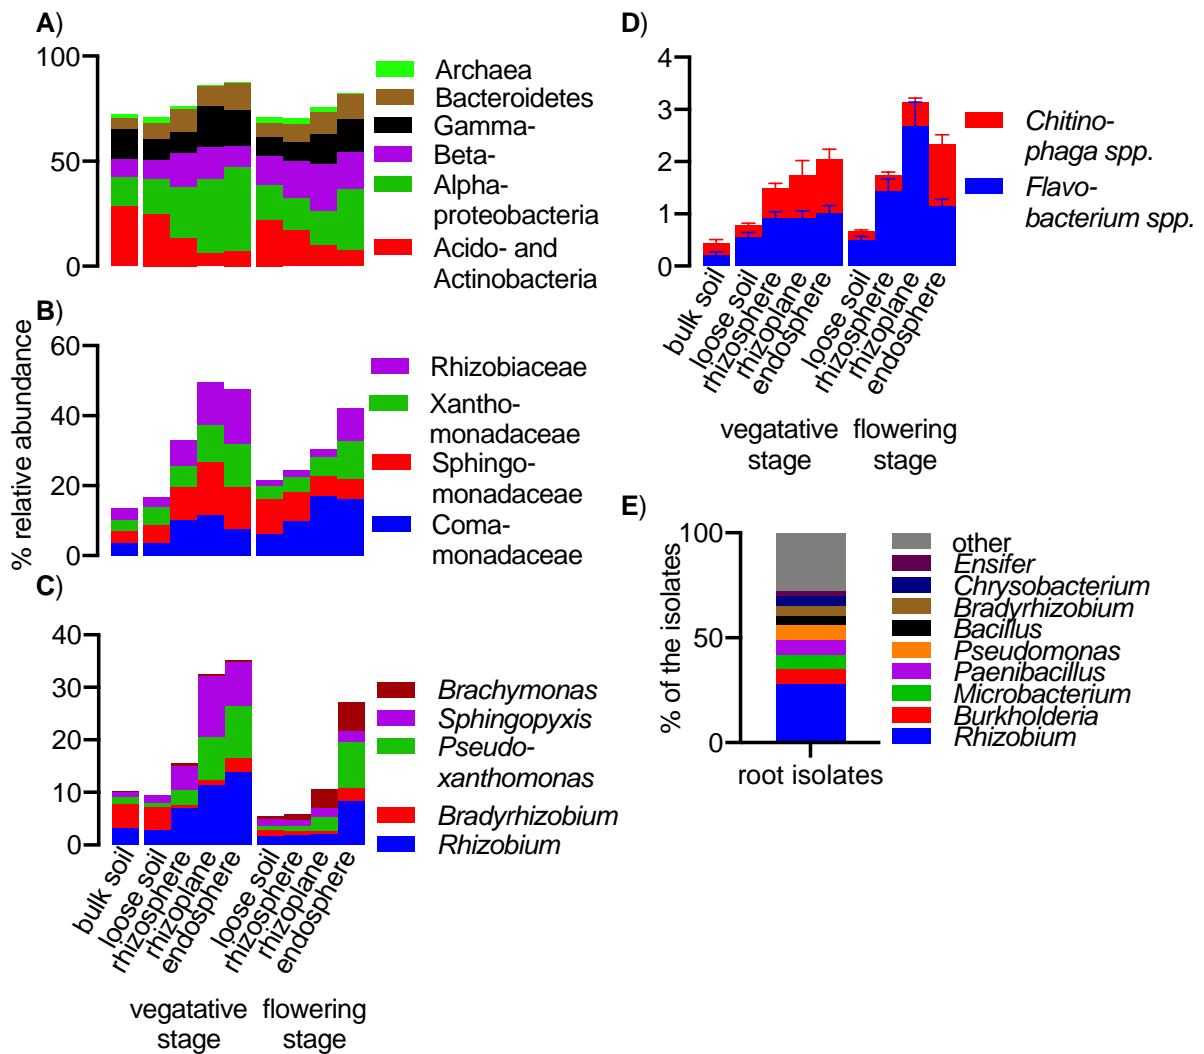 A)
100
50
0
Archaea
Bacteroidetes
Gamma-
Beta-
Alpha-
proteobacteria
Acido- and
Actinobacteria
B)
% relative abundance
60
40
20
0
Rhizobiaceae
Xantho-
monadaceae
Sphingo-
monadaceae
Coma-
monadaceae
C)
40
30
20
10
0
Brachymonas
Sphingopyxis
Pseudo-
xanthomonas
Bradyrhizobium
Rhizobium
bulk soil
loose soil
rhizosphere
rhizoplane
endosphere
loose soil
rhizosphere
rhizoplane
endosphere
vegatative
stage
flowering
stage
D)
4
3
2
1
0
Chitino-
phaga spp.
Flavo-
bacterium spp.
bulk soil
loose soil
rhizosphere
rhizoplane
endosphere
loose soil
rhizosphere
rhizoplane
endosphere
vegatative
stage
flowering
stage
E)
% of the isolates
100
50
0
root isolates
other
Ensifer
Chrysobacterium
Bradyrhizobium
Bacillus
Pseudomonas
Paenibacillus
Microbacterium
Burkholderia
Rhizobium